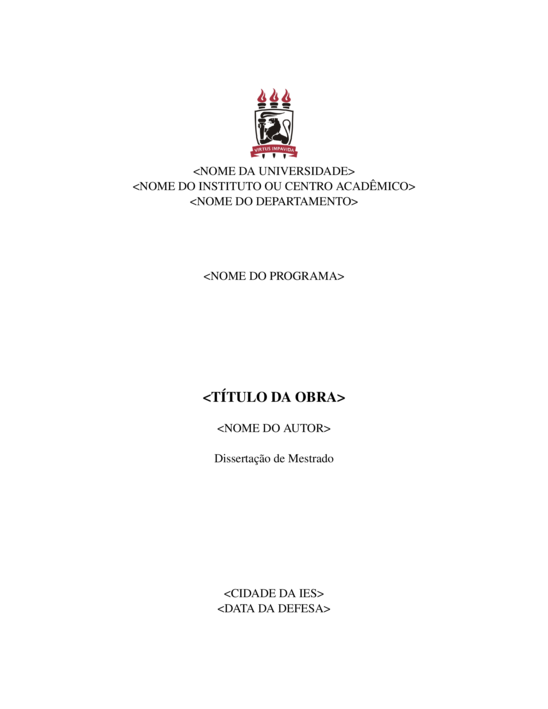 VIRTUS IMPAVIDA
<NOME DA UNIVERSIDADE>
<NOME DO INSTITUTO OU CENTRO ACADÊMICO>
<NOME DO DEPARTAMENTO>
<NOME DO PROGRAMA>
<TÍTULO DA OBRA>
<NOME DO AUTOR>
Dissertação de Mestrado
<CIDADE DA IES>
<DATA DA DEFESA>